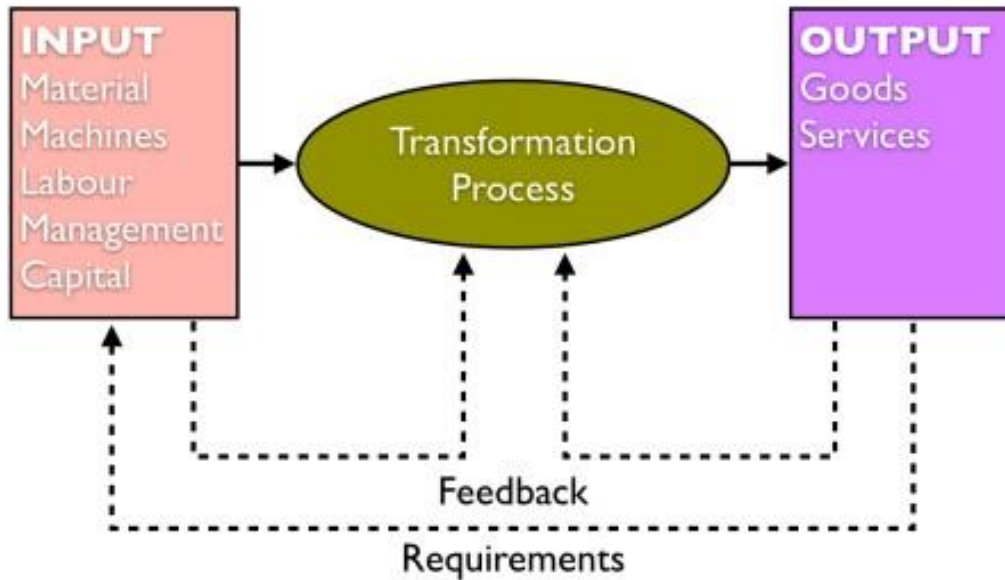 INPUT
Material
Machines
Labour
Management
Capital
Transformation
Process
OUTPUT
Goods
Services
Feedback
Requirements